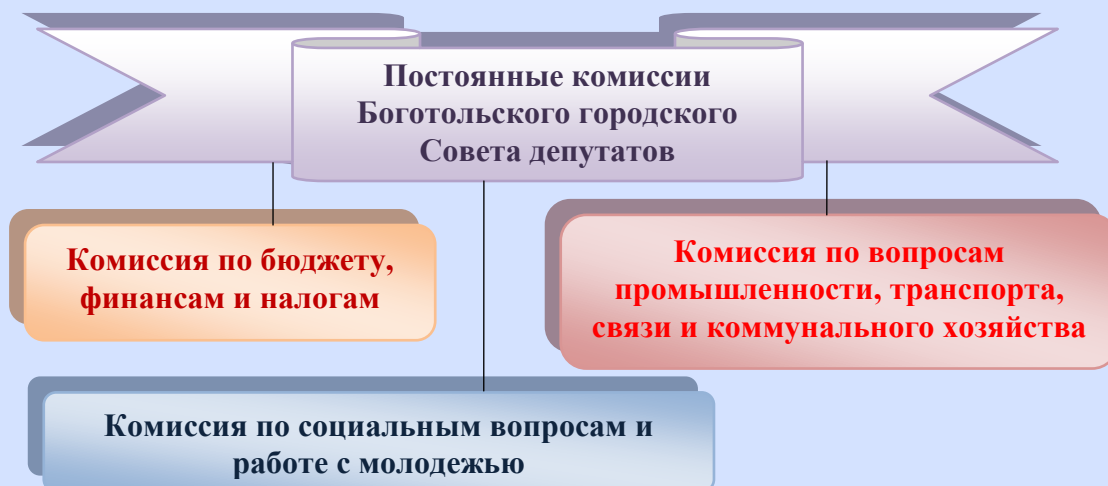 Постоянные комиссии
Боготольского городского
Совета депутатов
Комиссия по бюджету,
финансам и налогам
Комиссия по вопросам
промышленности, транспорта,
связи и коммунального хозяйства
Комиссия по социальным вопросам и
работе с молодежью